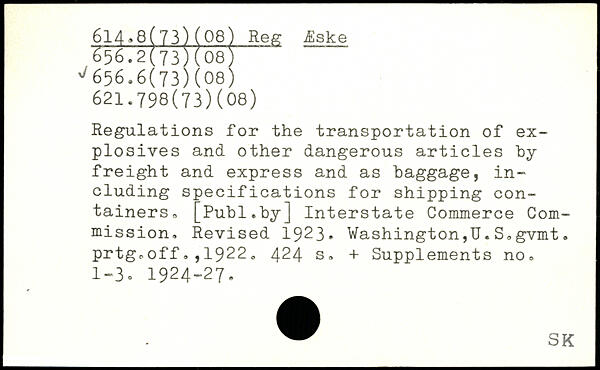 614.8(73)(08) Reg Æske
656.2(73)(08)
✓656.6(73)(08)
621.798(73)(08)
Regulations for the transportation of ex-
plosives and other dangerous articles by
freight and express and as baggage, in-
cluding specifications for shipping con-
tainers. [Publ.by] Interstate Commerce Com-
mission. Revised 1923. Washington,U.S.gvmt.
prtg.off.,1922. 424 s. + Supplements no.
1-3. 1924-27.
SK